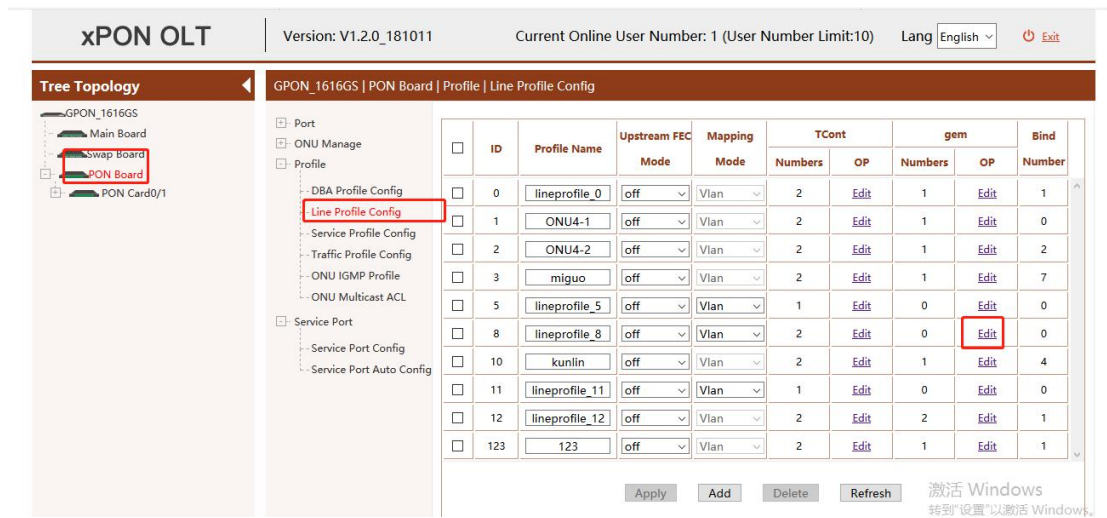 xPON OLT
Version: V1.2.0_181011
Current Online User Number: 1 (User Number Limit:10)
Lang English
Exit
Tree Topology
GPON_1616GS | PON Board | Profile | Line Profile Config
GPON_1616GS
Main Board
Swap Board
PON Board
PON Card0/1
Port
ONU Manage
Profile
DBA Profile Config
Line Profile Config
Service Profile Config
Traffic Profile Config
ONU IGMP Profile
ONU Multicast ACL
Service Port
Service Port Config
Service Port Auto Config
ID Profile Name Upstream FEC Mode Mapping Mode TCont gem Bind Number
Numbers OP Numbers OP
0 lineprofile_0 off Vlan 2 Edit 1 Edit 1
1 ONU4-1 off Vlan 2 Edit 1 Edit 0
2 ONU4-2 off Vlan 2 Edit 1 Edit 2
3 miguo off Vlan 2 Edit 1 Edit 7
5 lineprofile_5 off Vlan 1 Edit 0 Edit 0
8 lineprofile_8 off Vlan 2 Edit 0 Edit 0
10 kunlin off Vlan 2 Edit 1 Edit 4
11 lineprofile_11 off Vlan 1 Edit 0 Edit 0
12 lineprofile_12 off Vlan 2 Edit 2 Edit 1
123 123 off Vlan 2 Edit 1 Edit 1
Apply Add Delete Refresh
激活 Windows
转到"设置"以激活 Windows。